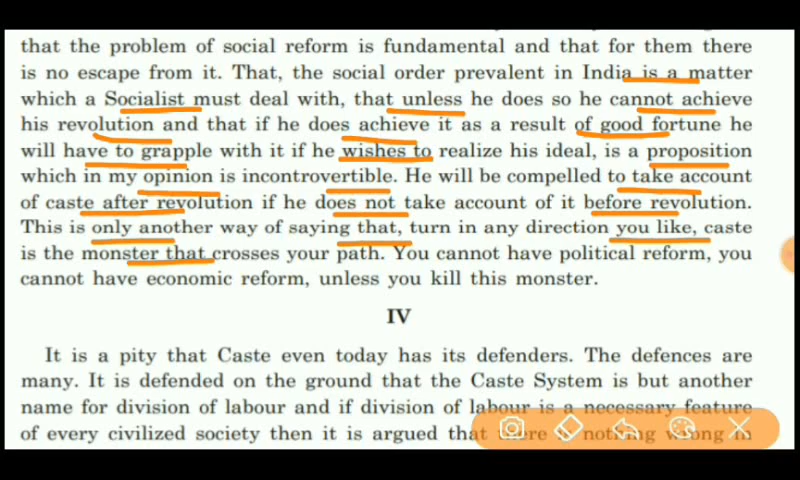 that the problem of social reform is fundamental and that for them there
is no escape from it. That, the social order prevalent in India is a matter
which a Socialist must deal with, that unless he does so he cannot achieve
his revolution and that if he does achieve it as a result of good fortune he
will have to grapple with it if he wishes to realize his ideal, is a proposition
which in my opinion is incontrovertible. He will be compelled to take account
of caste after revolution if he does not take account of it before revolution.
This is only another way of saying that, turn in any direction you like, caste
is the monster that crosses your path. You cannot have political reform, you
cannot have economic reform, unless you kill this monster.
IV
It is a pity that Caste even today has its defenders. The defences are
many. It is defended on the ground that the Caste System is but another
name for division of labour and if division of labour is a necessary feature
of every civilized society then it is argued that there is nothing wrong in